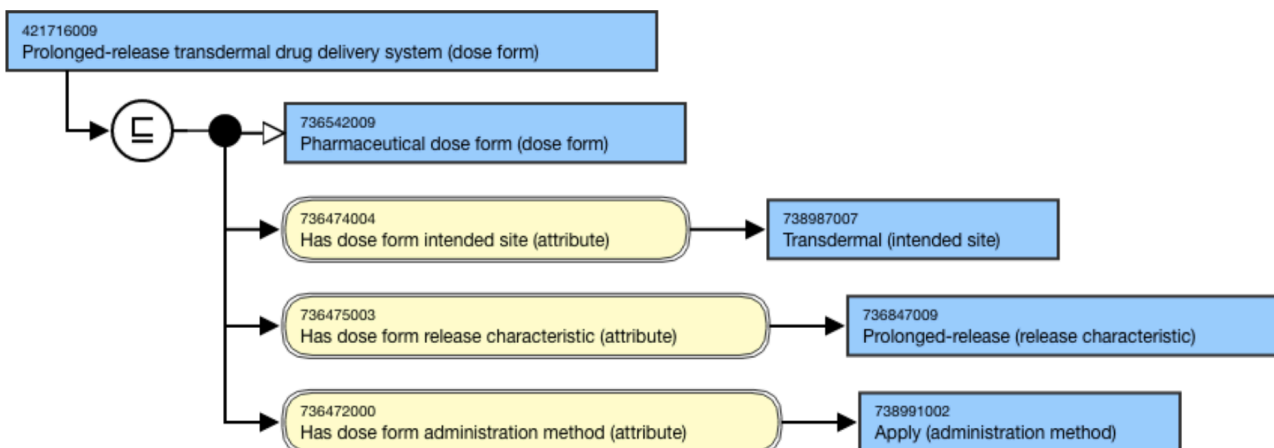 421716009
Prolonged-release transdermal drug delivery system (dose form)
⊑
736542009
Pharmaceutical dose form (dose form)
736474004
Has dose form intended site (attribute)
738987007
Transdermal (intended site)
736475003
Has dose form release characteristic (attribute)
736847009
Prolonged-release (release characteristic)
736472000
Has dose form administration method (attribute)
738991002
Apply (administration method)